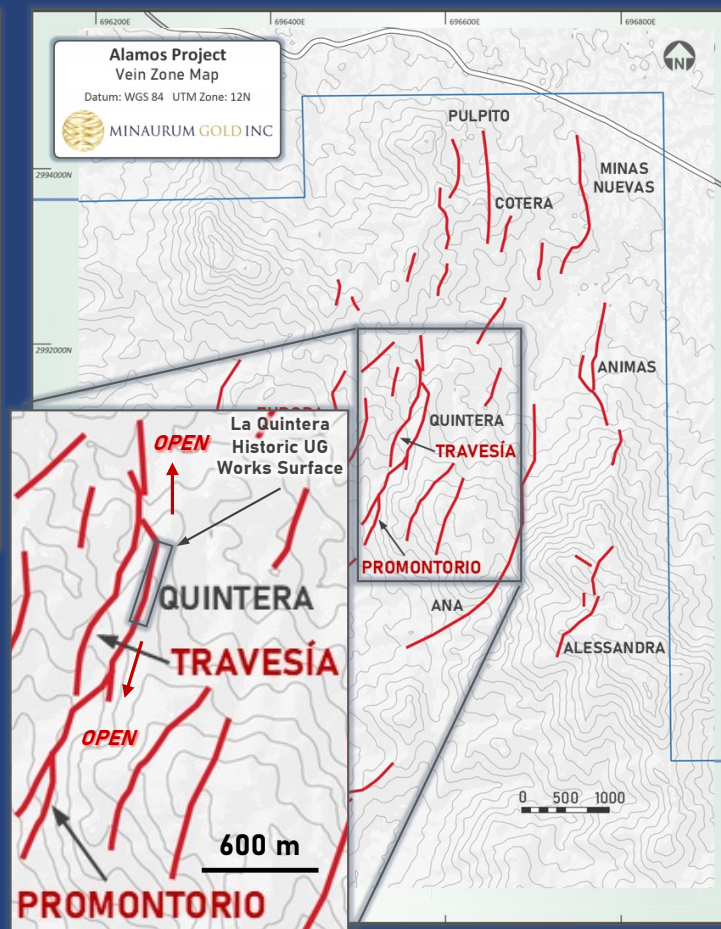 696200E
696400E
696600E
696800E
Alamos Project
Vein Zone Map
Datum: WGS 84 UTM Zone: 12N
MINAURUM GOLD INC
N
PULPITO
MINAS
NUEVAS
2994000N
COTERA
2992000N
ANIMAS
QUINTERA
TRAVESÍA
PROMONTORIO
ANA
ALESSANDRA
0 500 1000
La Quintera
Historic UG
Works Surface
OPEN
QUINTERA
TRAVESÍA
OPEN
600 m
PROMONTORIO